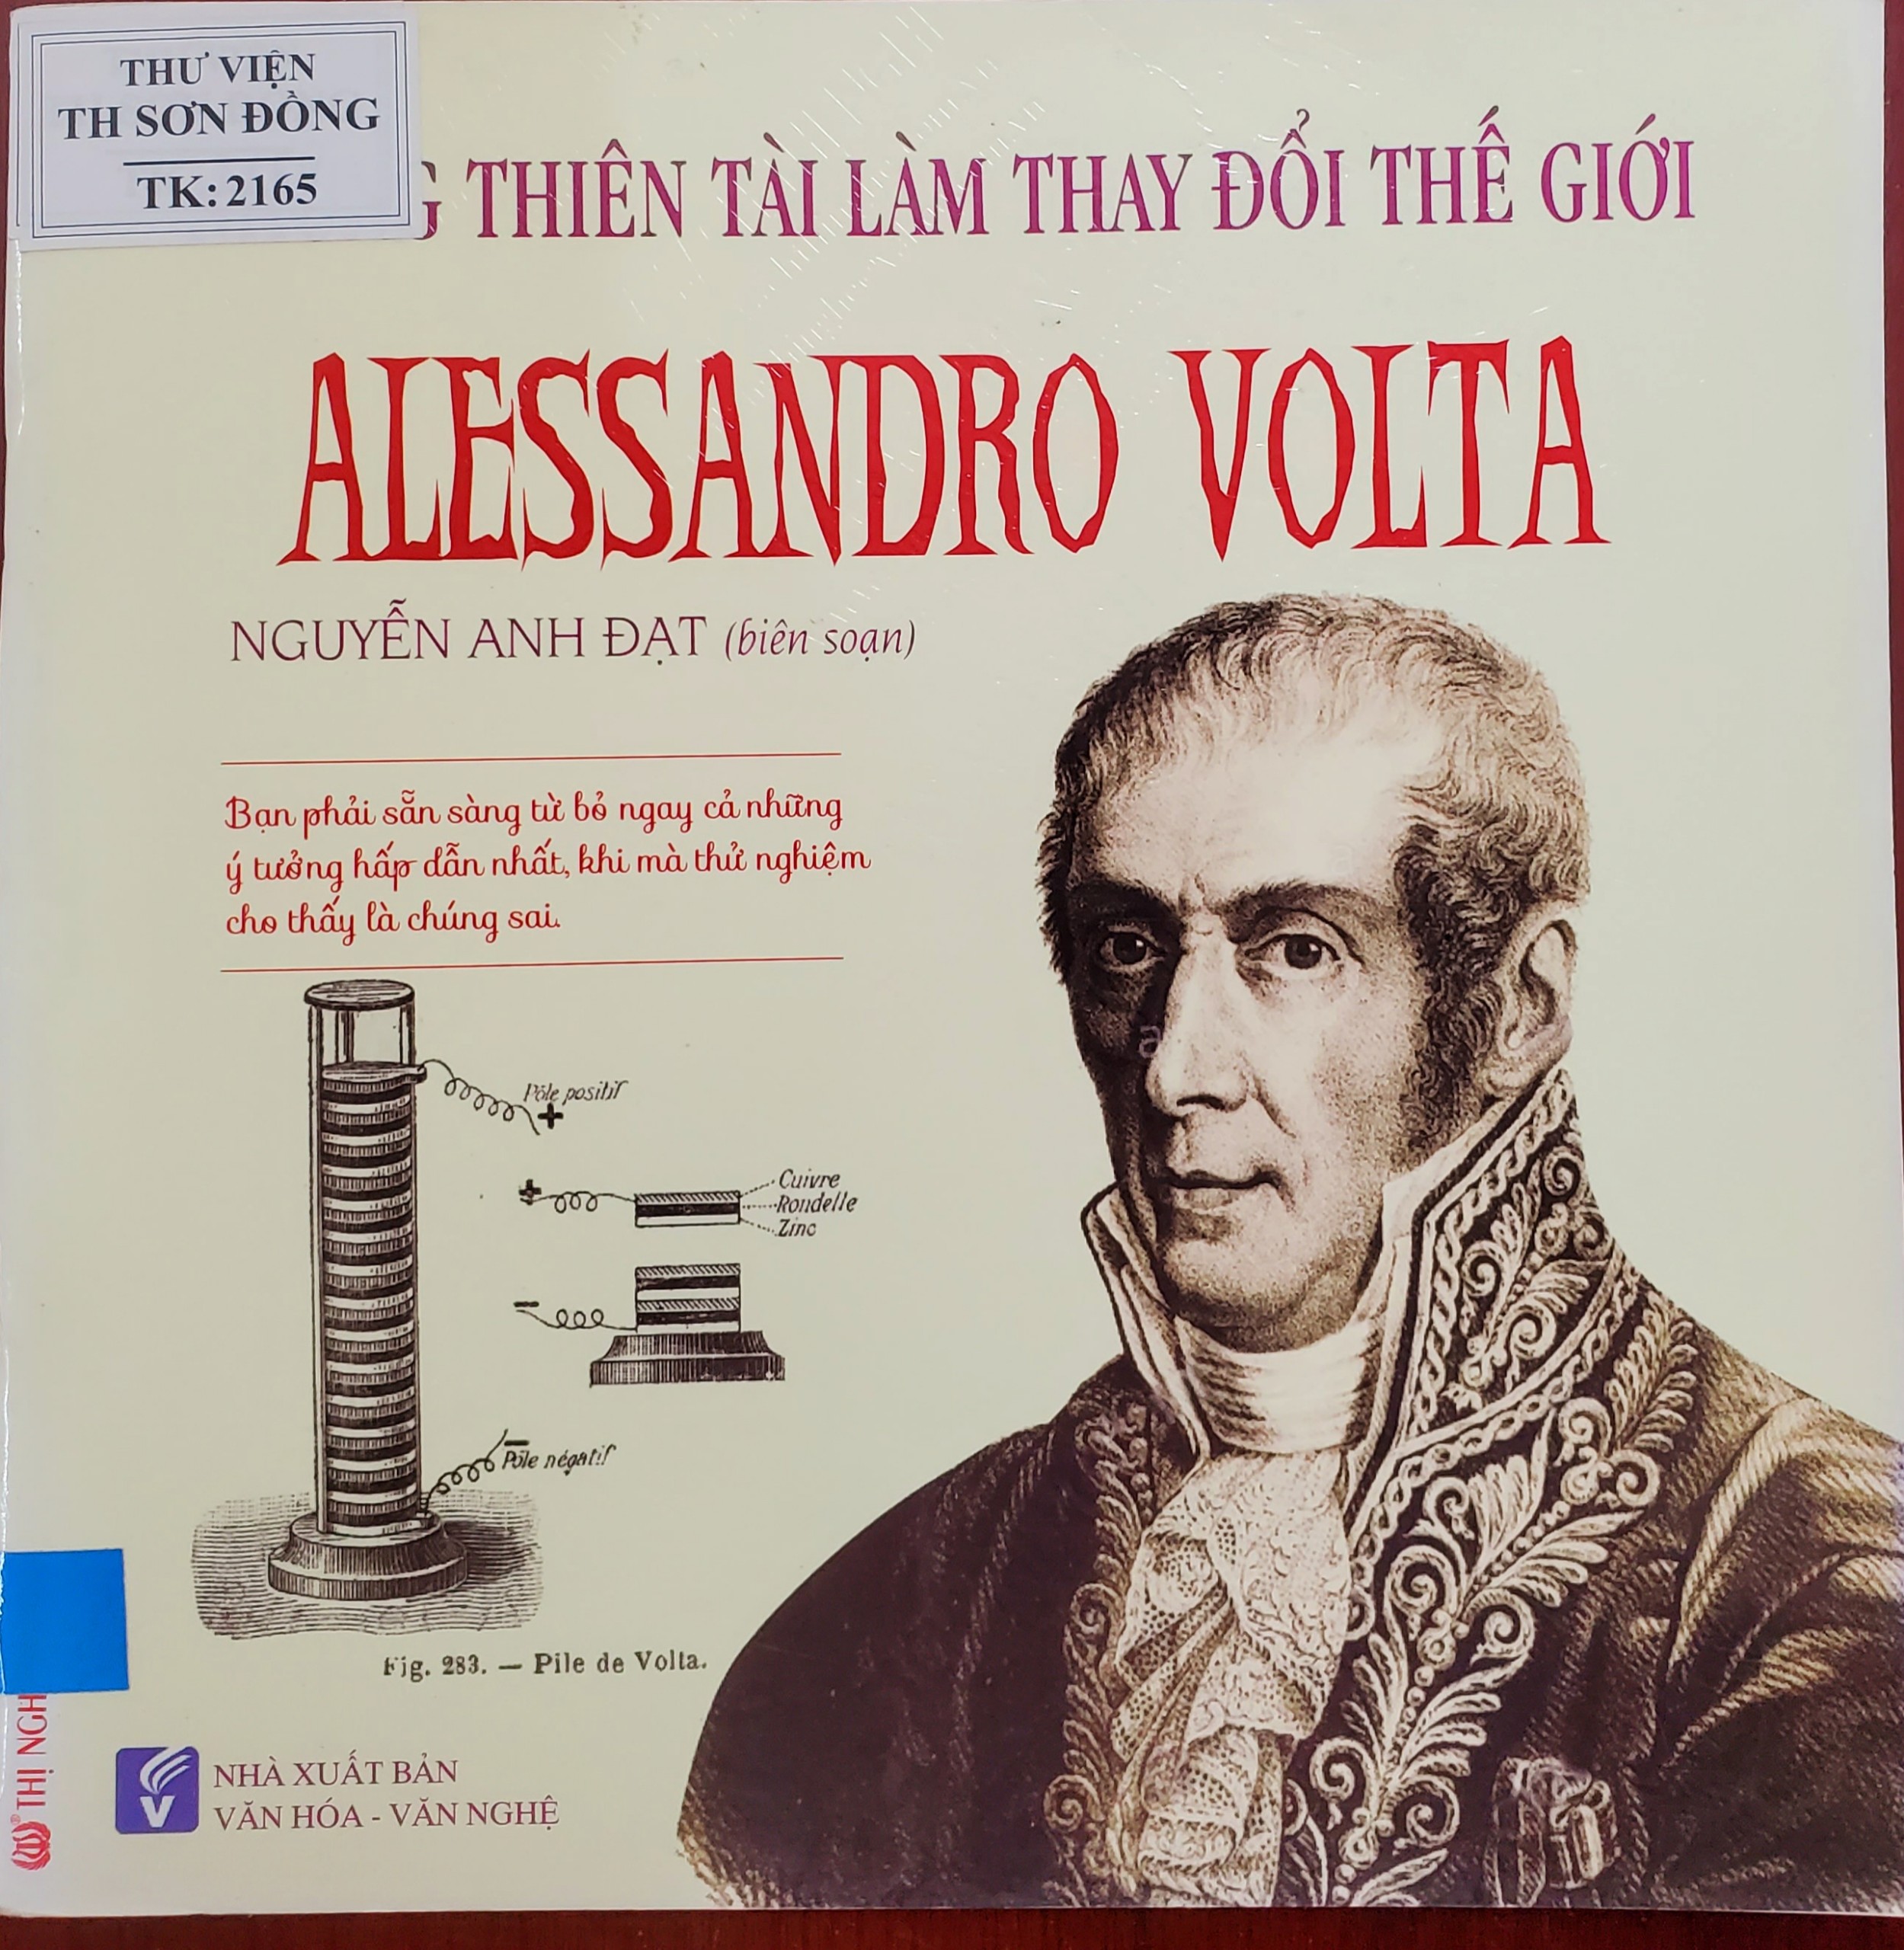 THƯ VIỆN
TH SƠN ĐỒNG
TK: 2165
G THIÊN TÀI LÀM THAY ĐỔI THẾ GIỚI
ALESSANDRO VOLTA
NGUYỄN ANH ĐẠT (biên soạn)
Bạn phải sẵn sàng từ bỏ ngay cả những
ý tưởng hấp dẫn nhất, khi mà thử nghiệm
cho thấy là chúng sai.
Pôle positif
+
+
Cuivre
Rondelle
Zinc
−
−
Pôle négatif
Fig. 283. — Pile de Volta.
NHÀ XUẤT BẢN
VĂN HÓA - VĂN NGHỆ
THỊ NGH